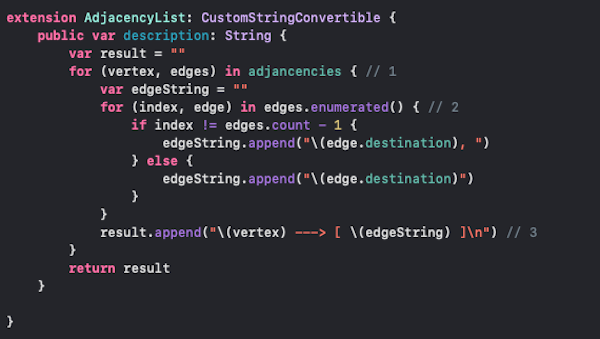 extension AdjacencyList: CustomStringConvertible {
    public var description: String {
        var result = ""
        for (vertex, edges) in adjancencies { // 1
            var edgeString = ""
            for (index, edge) in edges.enumerated() { // 2
                if index != edges.count - 1 {
                    edgeString.append("\(edge.destination), ")
                } else {
                    edgeString.append("\(edge.destination)")
                }
            }
            result.append("\(vertex) ---> [ \(edgeString) ]\n") // 3
        }
        return result
    }

}